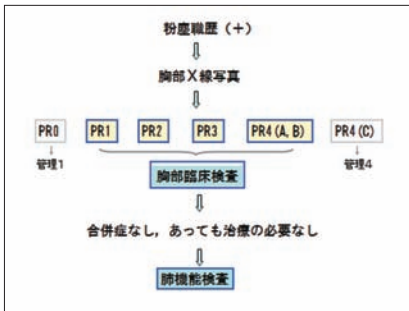 粉塵職歴（＋）
⇩
胸部X線写真
⇩
PR0 PR1 PR2 PR3 PR4(A, B) PR4(C)
↓ ↓
管理1 管理4
胸部臨床検査
⇩
合併症なし，あっても治療の必要なし
⇩
肺機能検査